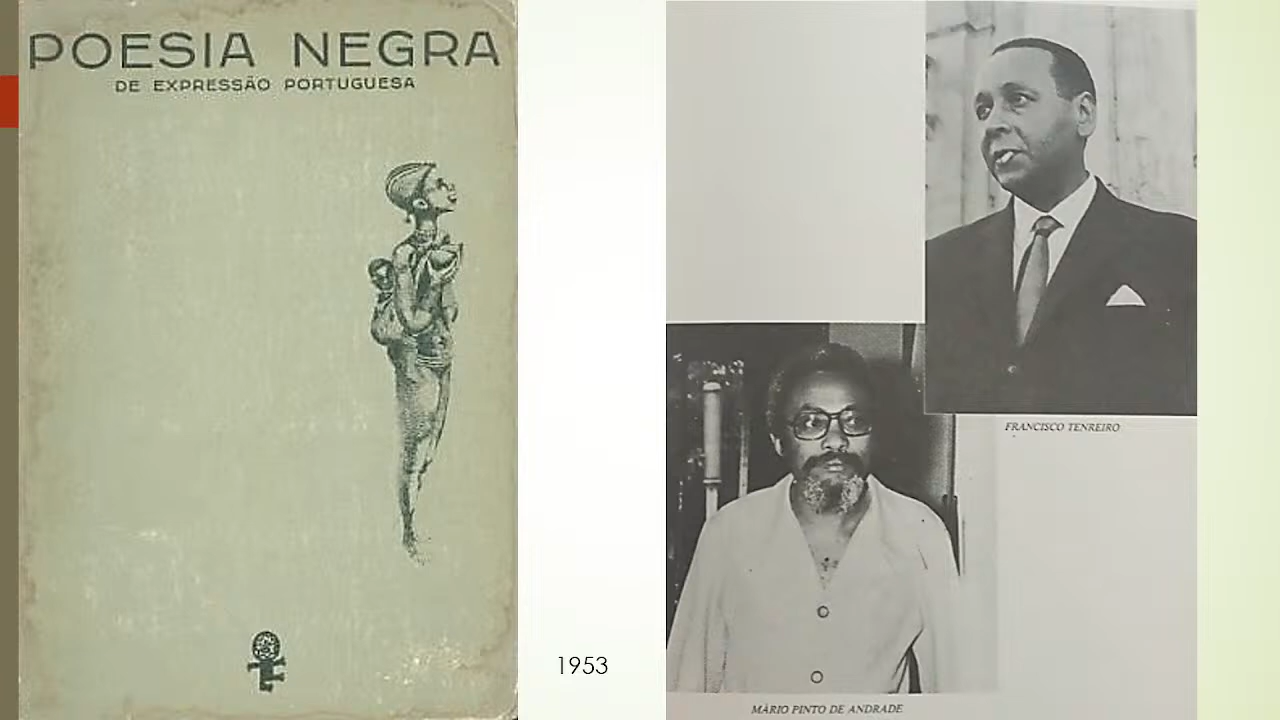 POESIA NEGRA
DE EXPRESSÃO PORTUGUESA
1953
FRANCISCO TENREIRO
MÁRIO PINTO DE ANDRADE